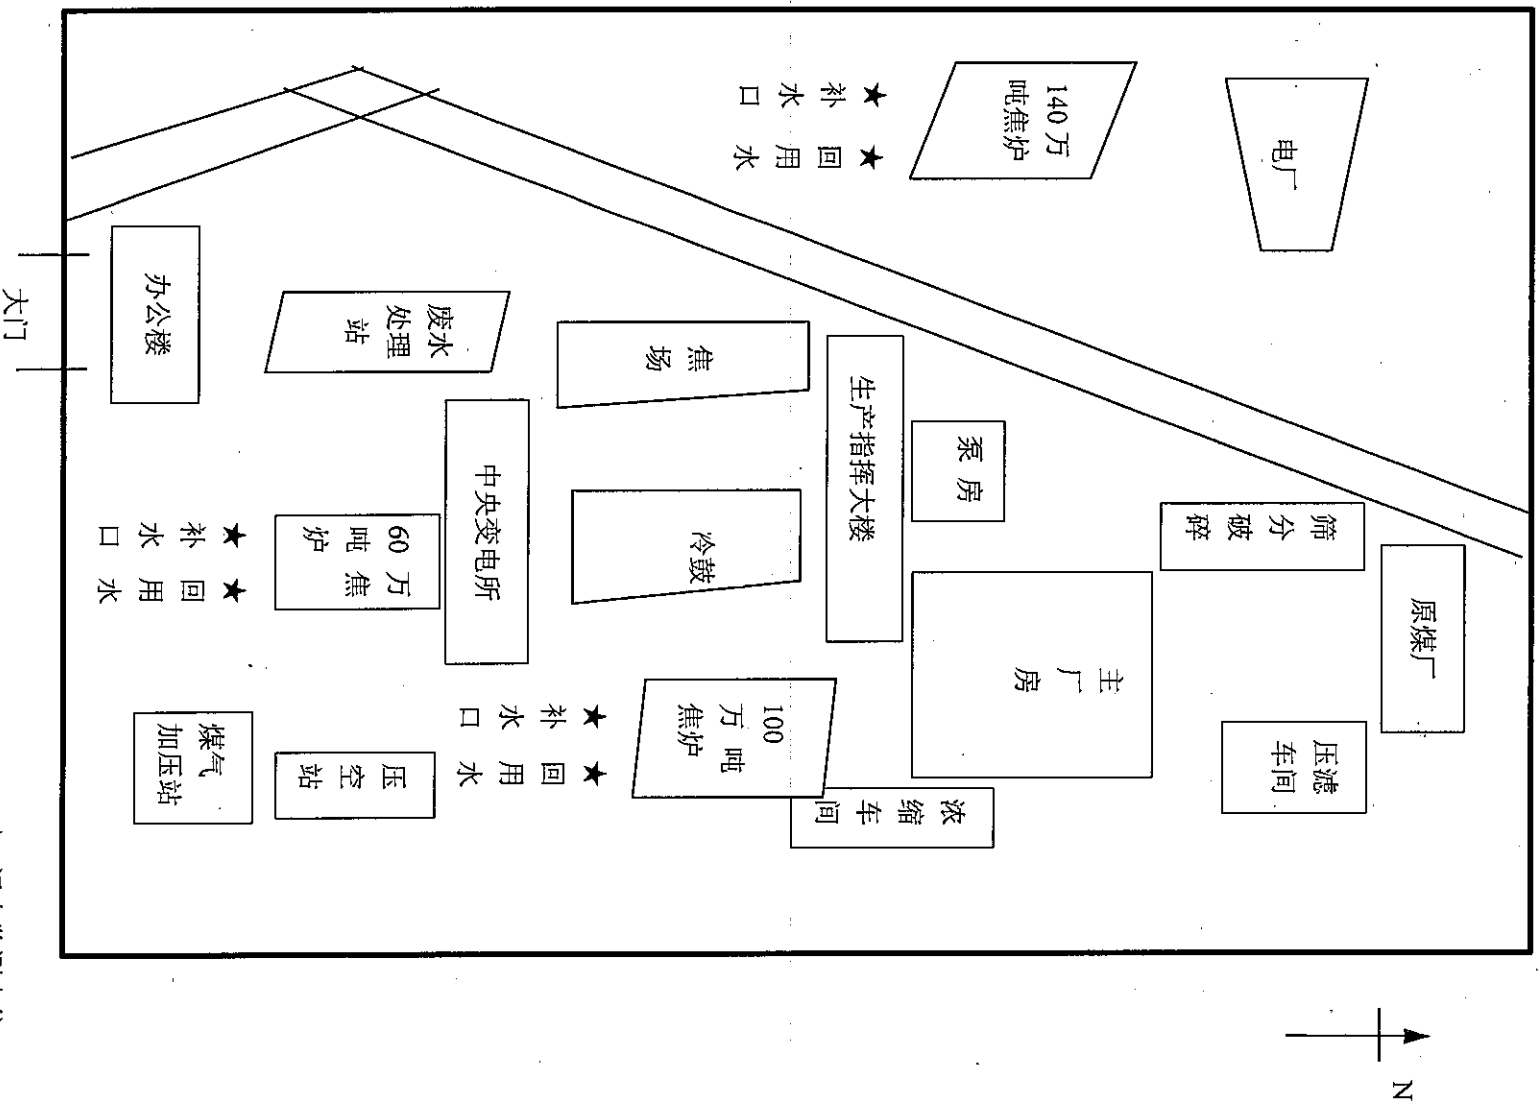 140万
吨焦炉
★ 补水口
★ 回用水
电厂
办公楼
大门
废水
处理
站
焦
场
生产指挥大楼
泵房
筛分破碎
原煤厂
中央变电所
冷鼓
60万
吨焦
炉
★ 补水口
★ 回用水
主厂房
压滤
车间
100
万吨
焦炉
★ 补水口
★ 回用水
浓缩车间
压空站
煤气
加压站
N